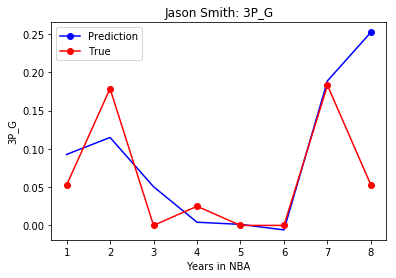 Jason Smith: 3P_G
Prediction
True
0.25
0.20
0.15
0.10
0.05
0.00
3P_G
1 2 3 4 5 6 7 8
Years in NBA